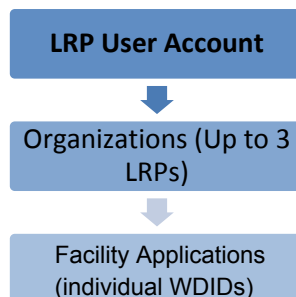 LRP User Account
Organizations (Up to 3
LRPs)
Facility Applications
(individual WDIDs)